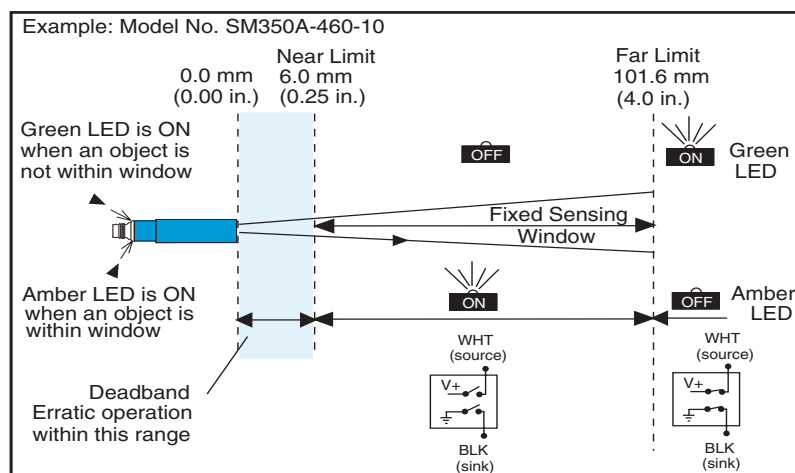 Example: Model No. SM350A-460-10
0.0 mm
(0.00 in.)
Near Limit
6.0 mm
(0.25 in.)
Far Limit
101.6 mm
(4.0 in.)
Green LED is ON
when an object is
not within window
OFF
ON
Green
LED
Fixed Sensing
Window
Amber LED is ON
when an object is
within window
ON
OFF
Amber
LED
Deadband
Erratic operation
within this range
WHT
(source)
V+
BLK
(sink)
WHT
(source)
V+
BLK
(sink)